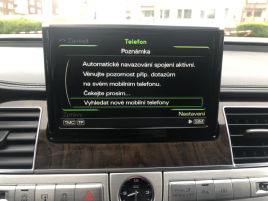 Zpět
Telefon
Poznámka
Automatické navazování spojení aktivní.
Věnujte pozornost příp. dotazům
na svém mobilním telefonu.
Čekejte prosím...
Vyhledat nové mobilní telefony
Nastavení
TMC TP
SIM